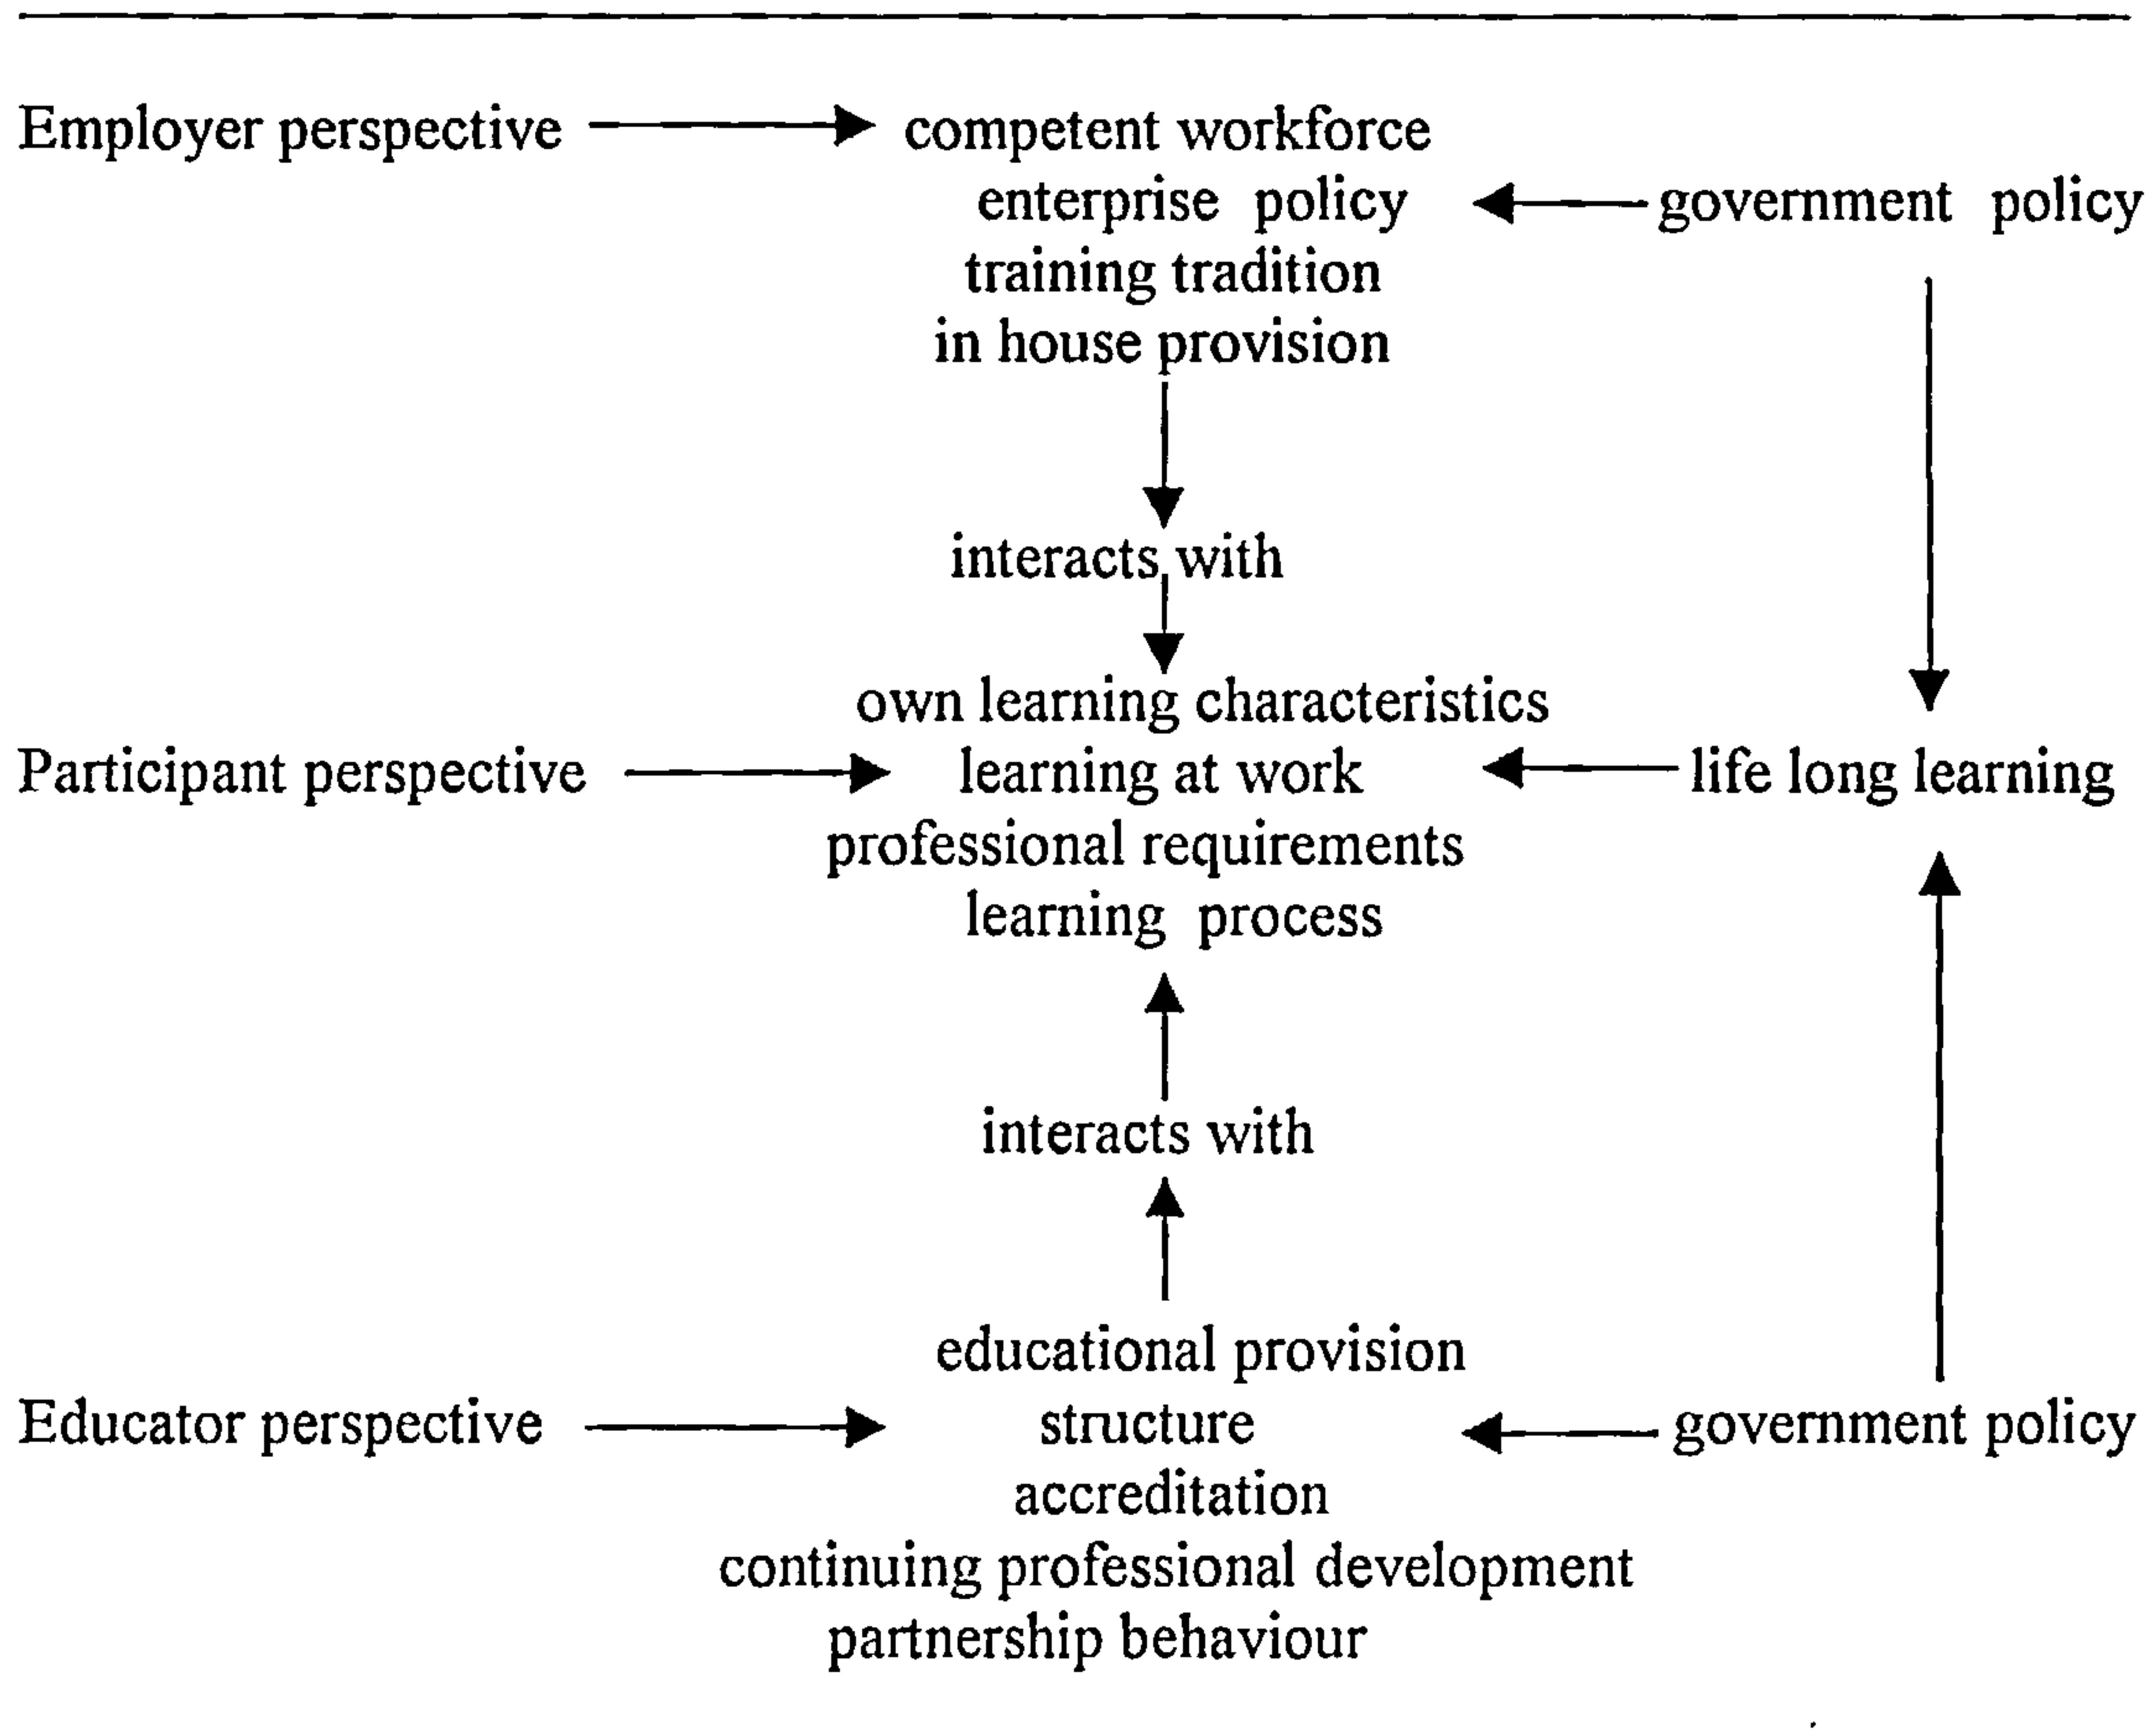 Employer perspective competent workforce
enterprise policy government policy
training tradition
in house provision
interacts with
own learning characteristics
Participant perspective learning at work life long learning
professional requirements
learning process
interacts with
educational provision
Educator perspective structure government policy
accreditation
continuing professional development
partnership behaviour